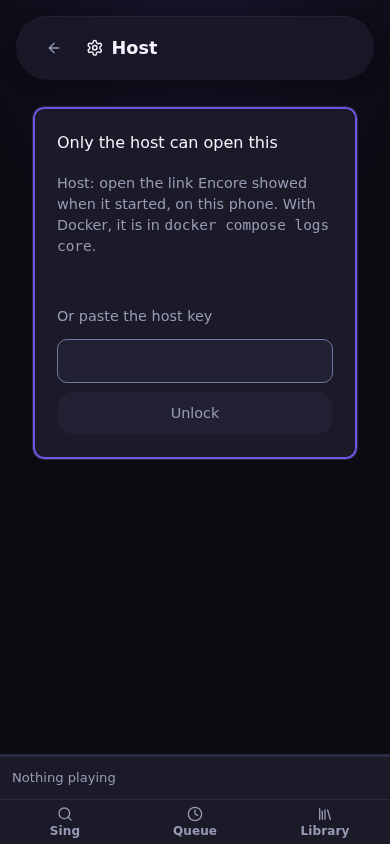 Host
Only the host can open this
Host: open the link Encore showed
when it started, on this phone. With
Docker, it is in docker compose logs
core.
Or paste the host key
Unlock
Nothing playing
Sing
Queue
Library